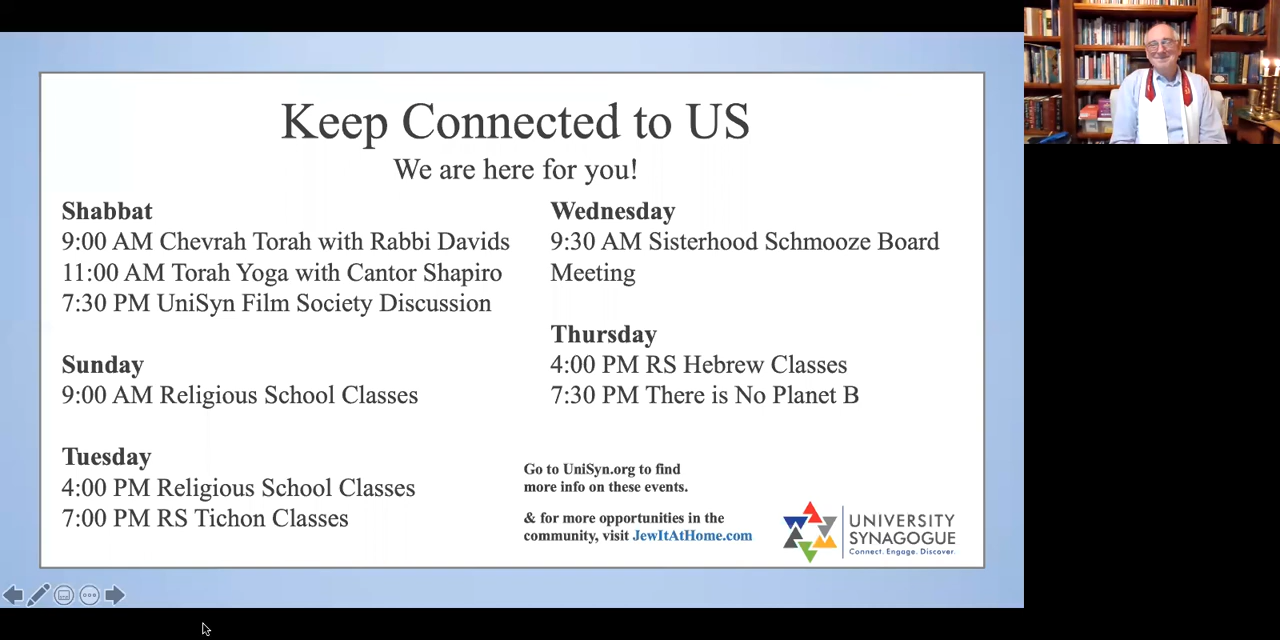 Keep Connected to US
We are here for you!
Shabbat
9:00 AM Chevrah Torah with Rabbi Davids
11:00 AM Torah Yoga with Cantor Shapiro
7:30 PM UniSyn Film Society Discussion
Sunday
9:00 AM Religious School Classes
Tuesday
4:00 PM Religious School Classes
7:00 PM RS Tichon Classes
Wednesday
9:30 AM Sisterhood Schmooze Board
Meeting
Thursday
4:00 PM RS Hebrew Classes
7:30 PM There is No Planet B
Go to UniSyn.org to find
more info on these events.
& for more opportunities in the
community, visit JewItAtHome.com
UNIVERSITY
SYNAGOGUE
Connect. Engage. Discover.